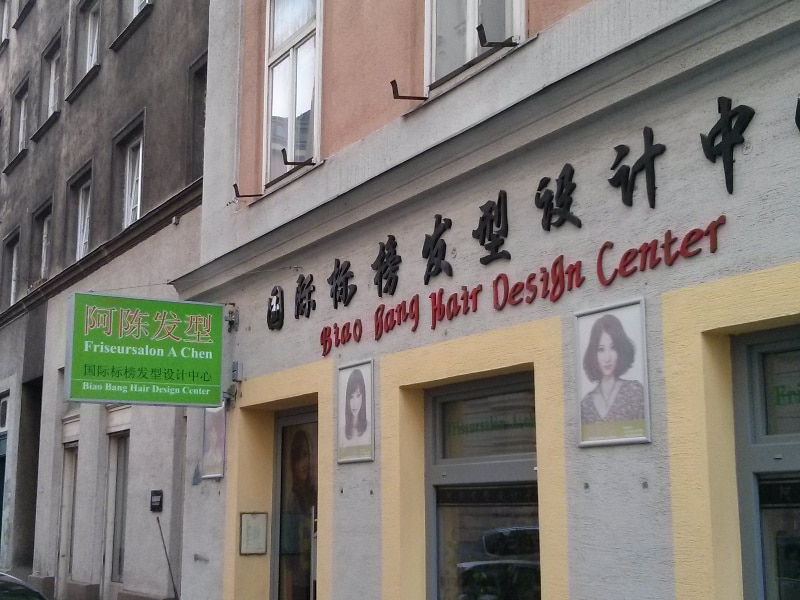 国际标榜发型设计中
Biao Bang Hair Design Center
阿陈发型
Friseursalon A Chen
国际标榜发型设计中心
Biao Bang Hair Design Center
Friseursalon